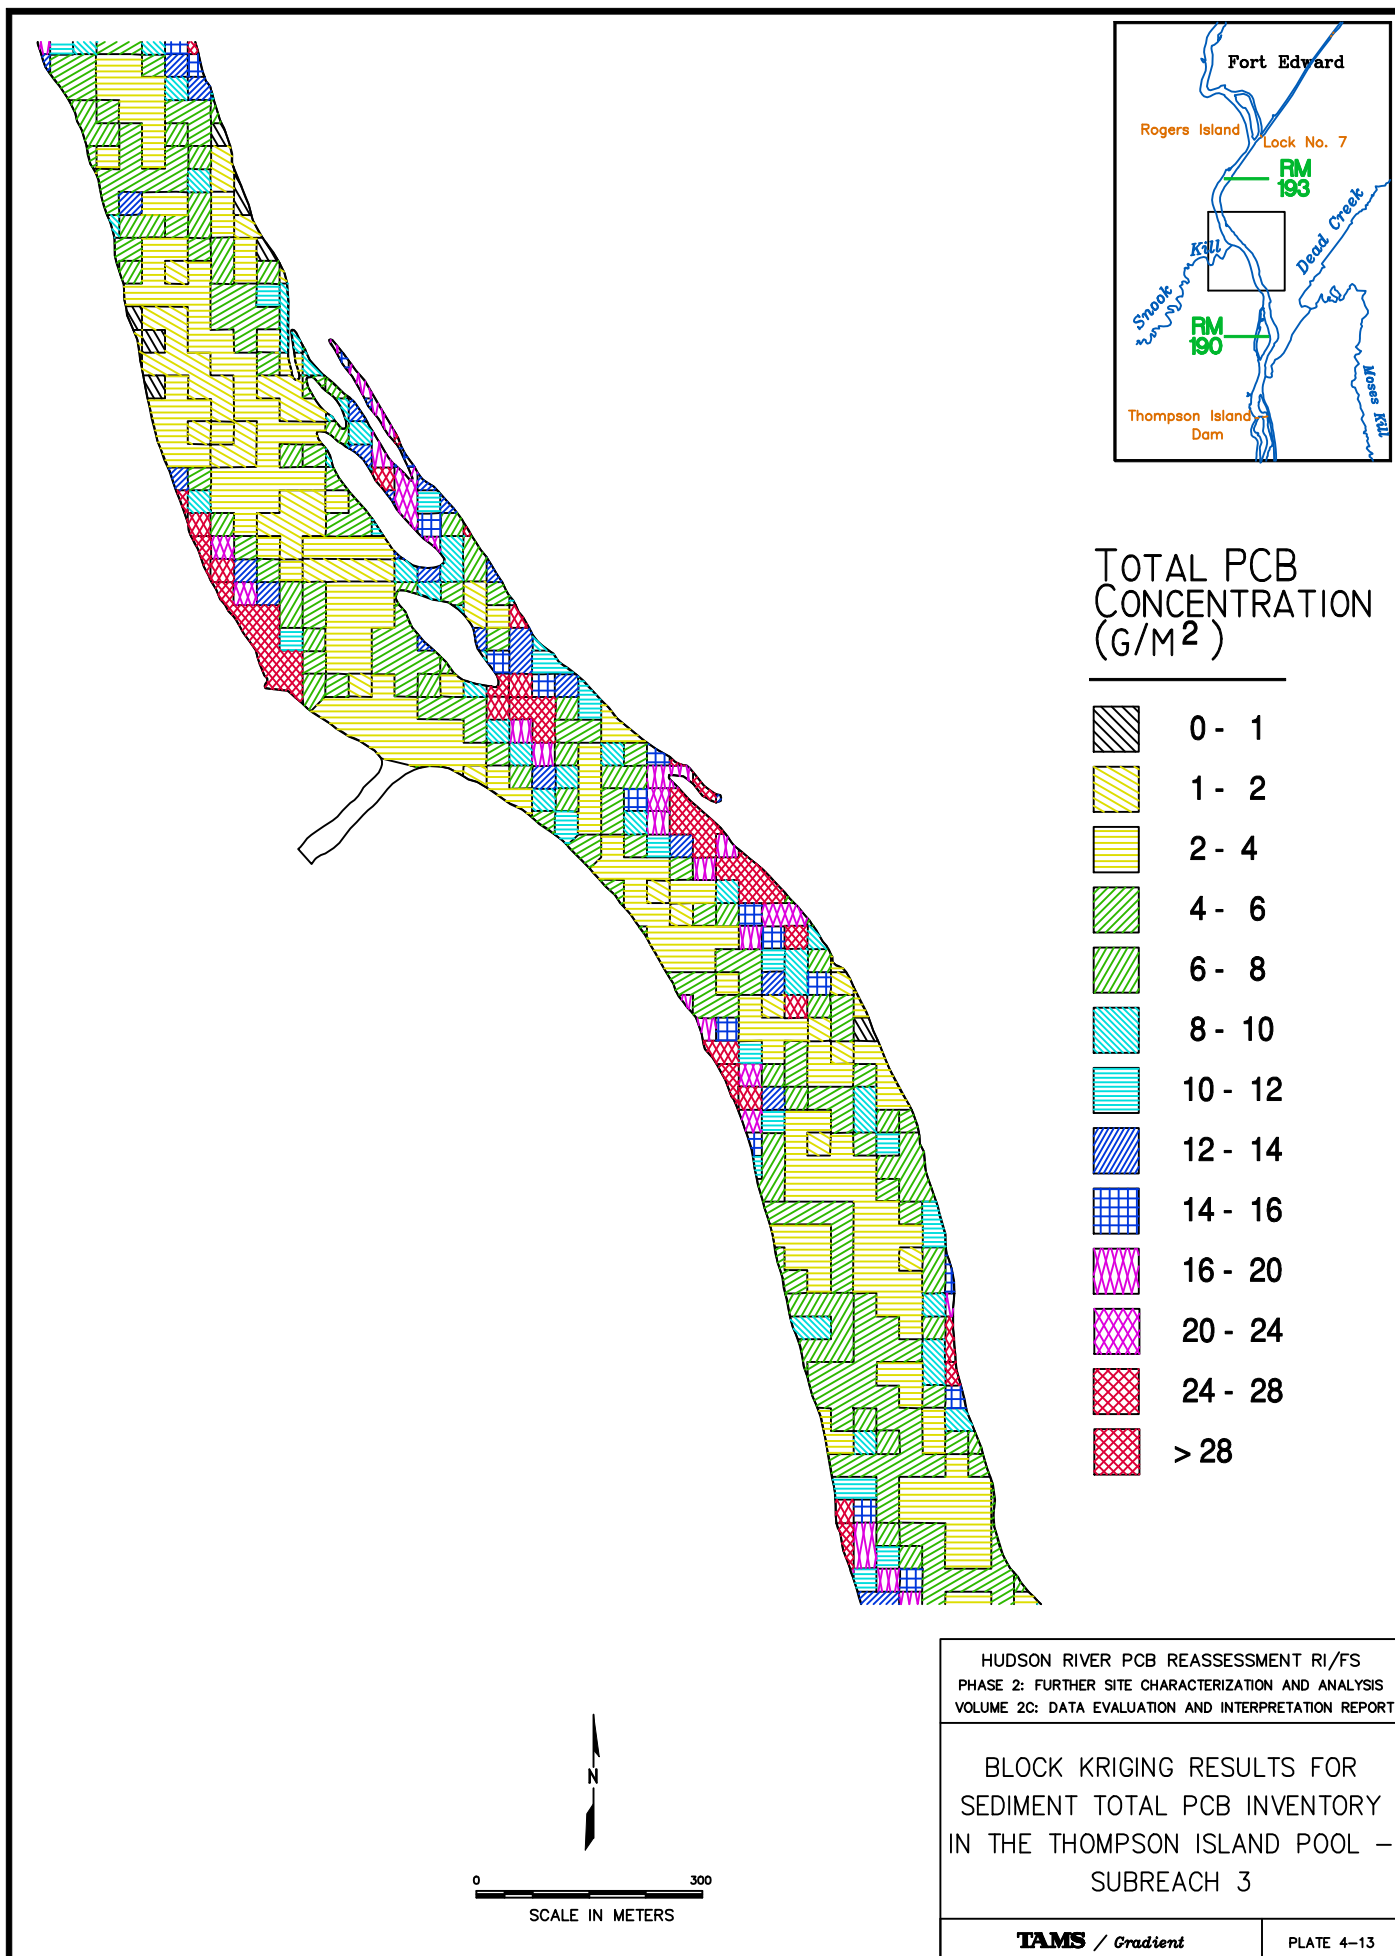 Fort Edward
Rogers Island
Lock No. 7
RM
193
Dead Creek
Kill
Snook
RM
190
Moses Kill
Thompson Island
Dam
TOTAL PCB
CONCENTRATION
(G/M²)
0 - 1
1 - 2
2 - 4
4 - 6
6 - 8
8 - 10
10 - 12
12 - 14
14 - 16
16 - 20
20 - 24
24 - 28
> 28
N
0 300
SCALE IN METERS
HUDSON RIVER PCB REASSESSMENT RI/FS
PHASE 2: FURTHER SITE CHARACTERIZATION AND ANALYSIS
VOLUME 2C: DATA EVALUATION AND INTERPRETATION REPORT
BLOCK KRIGING RESULTS FOR
SEDIMENT TOTAL PCB INVENTORY
IN THE THOMPSON ISLAND POOL –
SUBREACH 3
TAMS / Gradient
PLATE 4–13